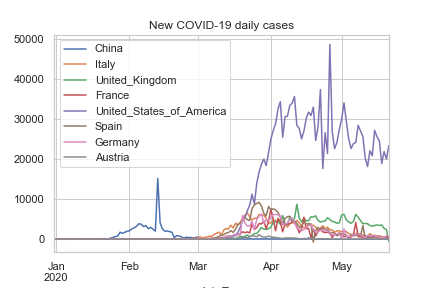 New COVID-19 daily cases
50000
40000
30000
20000
10000
0
China
Italy
United_Kingdom
France
United_States_of_America
Spain
Germany
Austria
Jan Feb Mar Apr May
2020